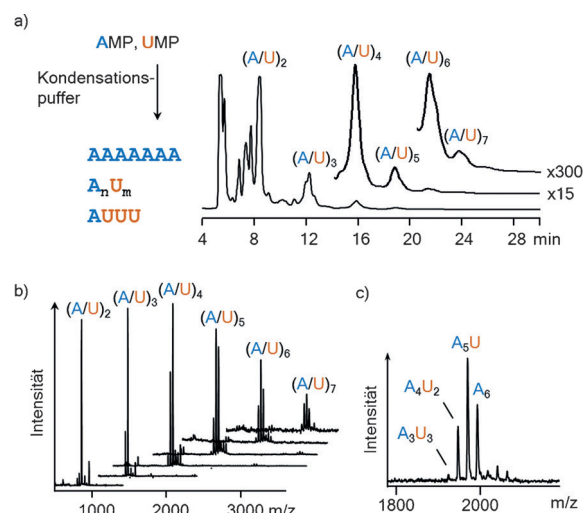 a)
AMP, UMP
Kondensations-
puffer
AAAAAAA
AnUm
AUUU
(A/U)2
(A/U)3
(A/U)4
(A/U)5
(A/U)6
(A/U)7
x300
x15
4 8 12 16 20 24 30 min
b)
Intensität
(A/U)2
(A/U)3
(A/U)4
(A/U)5
(A/U)6
(A/U)7
1000 2000 3000 m/z
c)
Intensität
A3U3
A4U2
A5U
A6
1800 2000 m/z